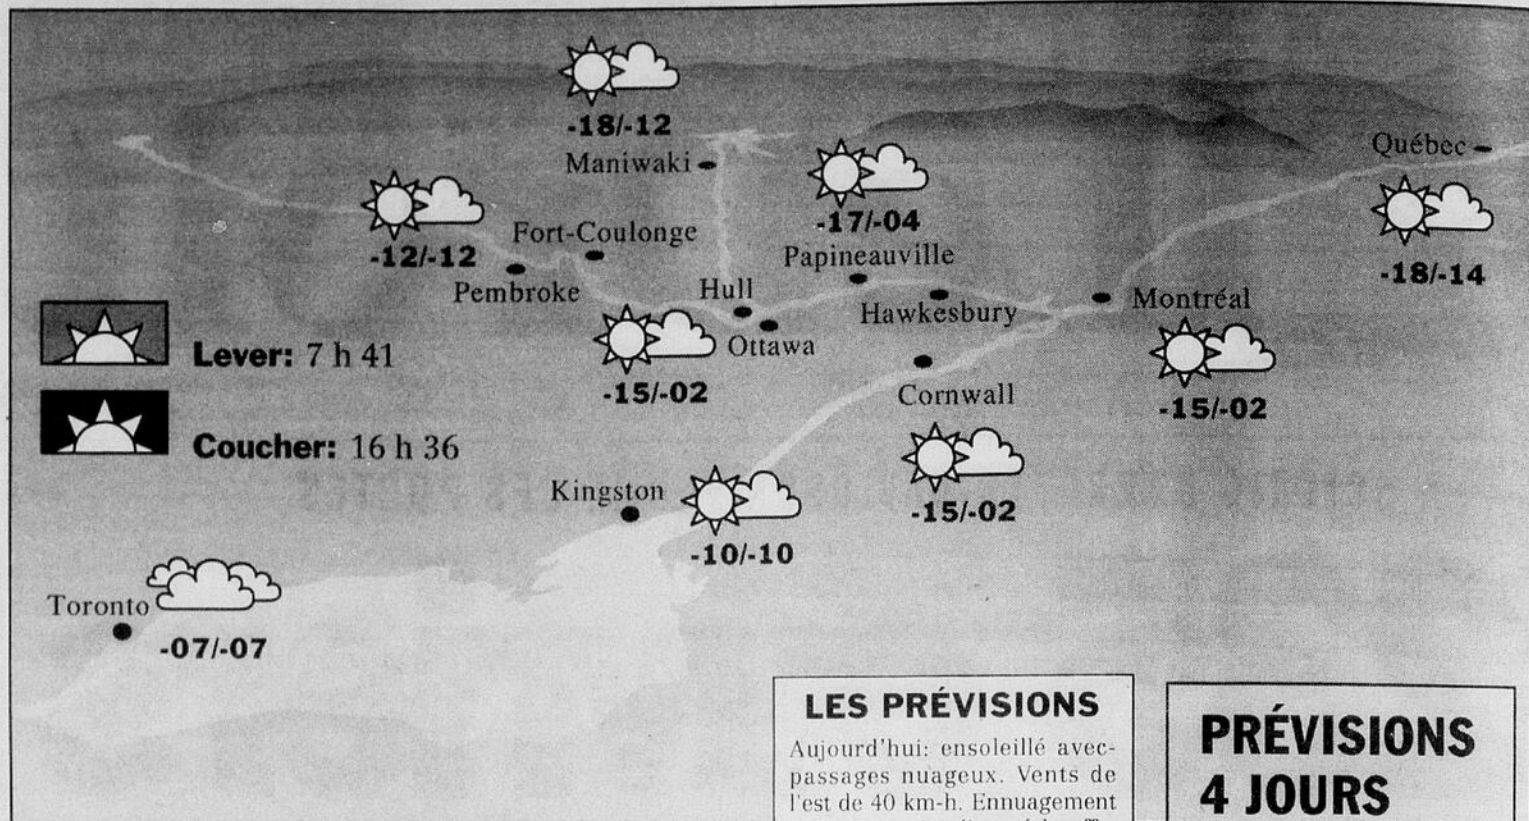 -18/-12
Maniwaki
Québec
-18/-14
-17/-04
Papineauville
-12/-12
Fort-Coulonge
Pembroke
Hull
Ottawa
-15/-02
Hawkesbury
Montréal
-15/-02
Lever: 7 h 41
Coucher: 16 h 36
Cornwall
-15/-02
Kingston
-10/-10
Toronto
-07/-07
LES PRÉVISIONS
Aujourd'hui: ensoleillé avec-
passages nuageux. Vents de
l'est de 40 km-h. Ennuagement
PRÉVISIONS
4 JOURS